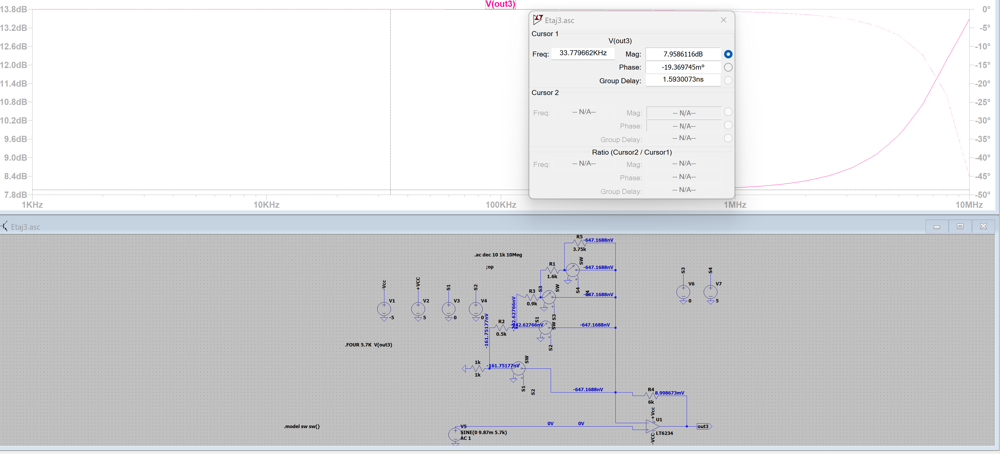 V(out3)
13.8dB
13.2dB
12.6dB
12.0dB
11.4dB
10.8dB
10.2dB
9.6dB
9.0dB
8.4dB
7.8dB
0°
-5°
-10°
-15°
-20°
-25°
-30°
-35°
-40°
-45°
-50°
1KHz
10KHz
100KHz
1MHz
10MHz
Etaj3.asc
Cursor 1
V(out3)
Freq: 33.779662KHz Mag: 7.9586116dB
Phase: -19.369745m°
Group Delay: 1.5930073ns
Cursor 2
Freq: -- N/A-- Mag: -- N/A--
Phase: -- N/A--
Group Delay: -- N/A--
Ratio (Cursor2 / Cursor1)
Freq: -- N/A-- Mag: -- N/A--
Phase: -- N/A--
Group Delay: -- N/A--
Etaj3.asc
R5
-647.1688nV
3.75k
.ac dec 10 1k 10Meg
;op
SW
R1
-647.1688nV
1.6k
S4
S3
SW
R3
-647.1688nV
0.9k
S3
S1
SW
R2
-242.62766nV
-242.62766nV
-647.1688nV
0.5k
S2
-161.75177nV
-Vcc
V1
-5
+VCC
V2
5
S1
V3
0
S2
V4
0
S3
V6
0
S4
V7
5
.FOUR 5.7K V(out3)
1k
-161.75177nV
1k
SW
S1
S2
-647.1688nV
R4
8.998673mV
6k
+Vcc
U1
LT6234
-VCC
out3
0V
0V
.model sw sw()
V5
SINE(0 9.87m 5.7k)
AC 1